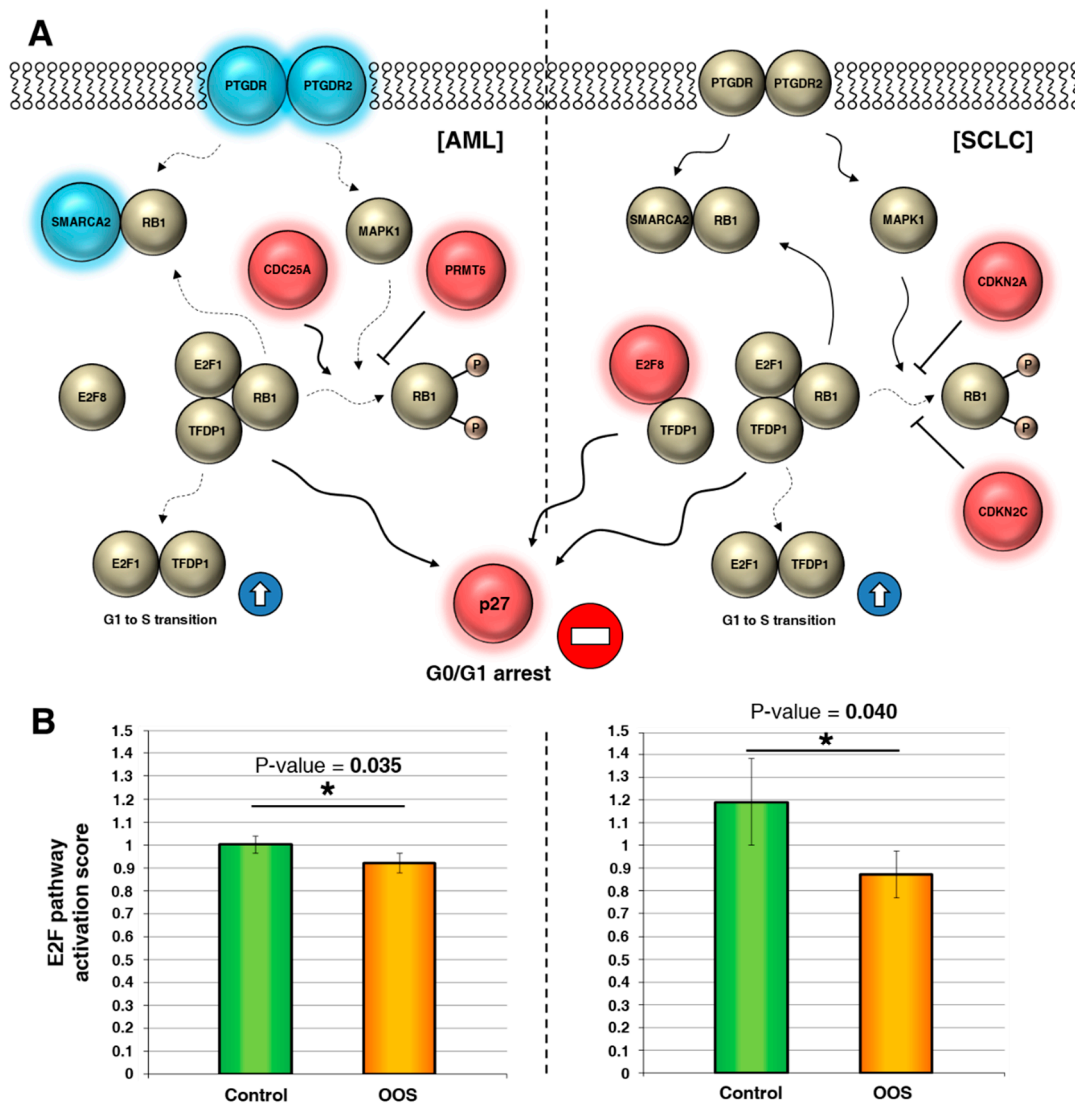 A
PTGDR
PTGDR2
[AML]
SMARCA2
RB1
MAPK1
CDC25A
PRMT5
E2F8
E2F1
TFDP1
RB1
RB1
P
P
E2F1
TFDP1
G1 to S transition
PTGDR
PTGDR2
[SCLC]
SMARCA2
RB1
MAPK1
CDKN2A
E2F8
TFDP1
E2F1
TFDP1
RB1
RB1
P
P
CDKN2C
E2F1
TFDP1
G1 to S transition
p27
G0/G1 arrest
B
E2F pathway
activation score
P-value = 0.035
*
1.5
1.4
1.3
1.2
1.1
1
0.9
0.8
0.7
0.6
0.5
0.4
0.3
0.2
0.1
0
Control
OOS
P-value = 0.040
*
1.5
1.4
1.3
1.2
1.1
1
0.9
0.8
0.7
0.6
0.5
0.4
0.3
0.2
0.1
0
Control
OOS